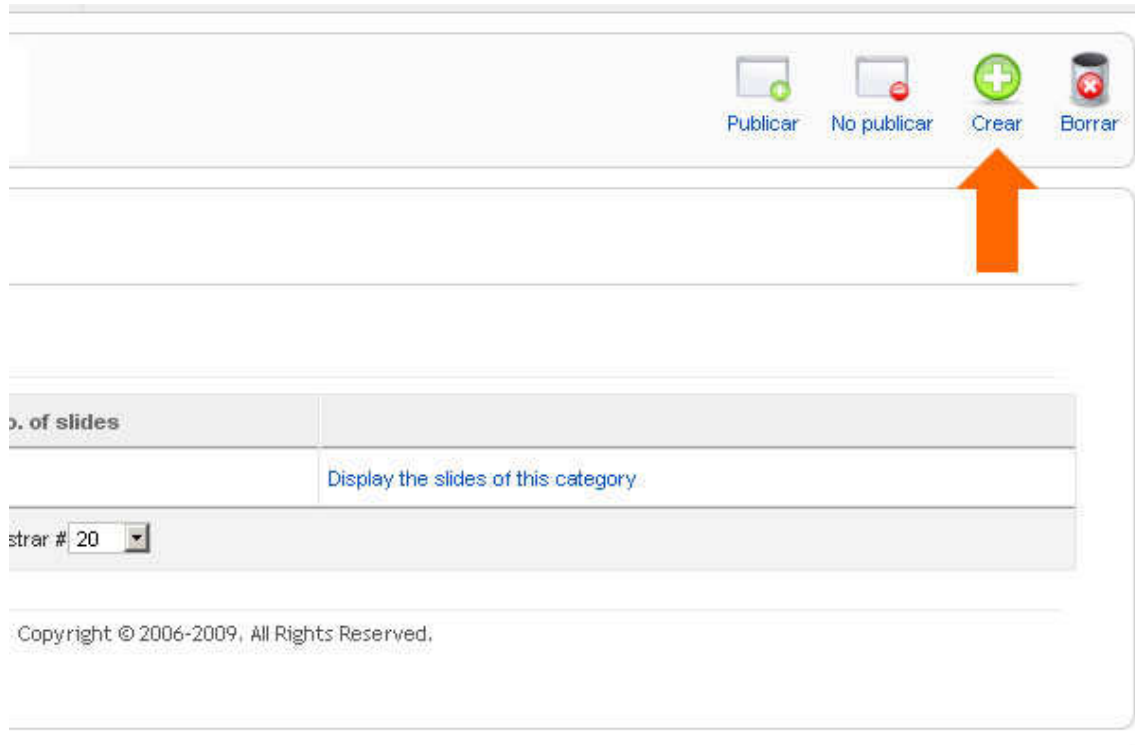 Publicar No publicar Crear Borrar
o. of slides
Display the slides of this category
strar # 20
Copyright © 2006-2009. All Rights Reserved.